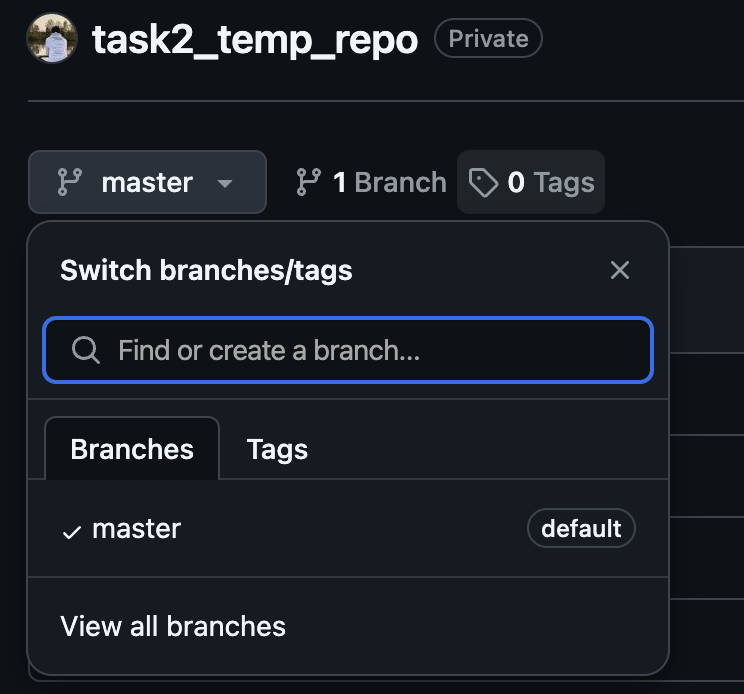 task2_temp_repo Private
master 1 Branch 0 Tags
Switch branches/tags
Find or create a branch...
Branches Tags
master default
View all branches